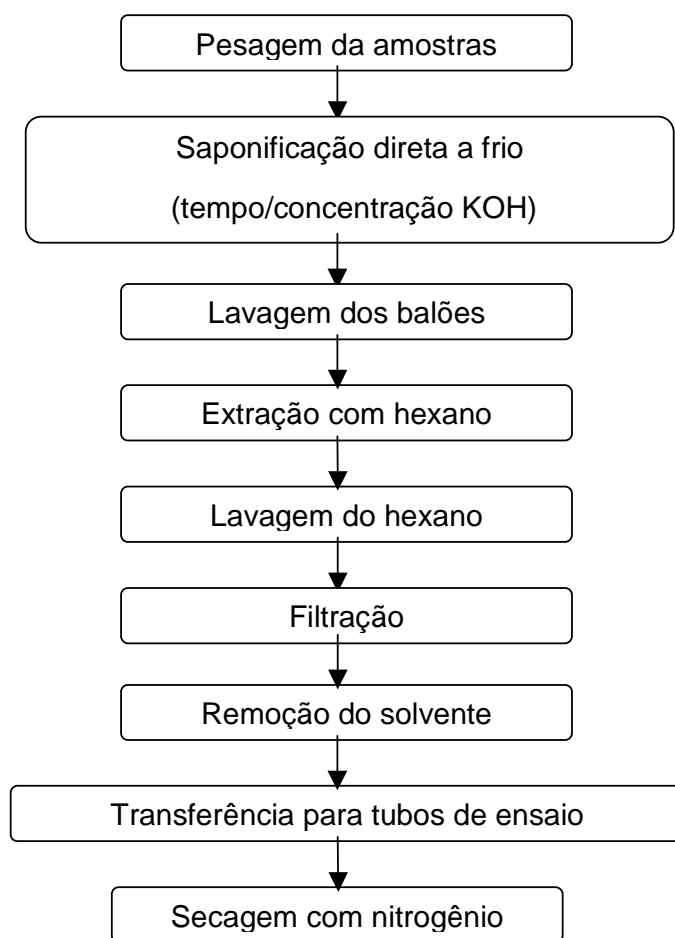 Pesagem da amostras
Saponificação direta a frio
(tempo/concentração KOH)
Lavagem dos balões
Extração com hexano
Lavagem do hexano
Filtração
Remoção do solvente
Transferência para tubos de ensaio
Secagem com nitrogênio